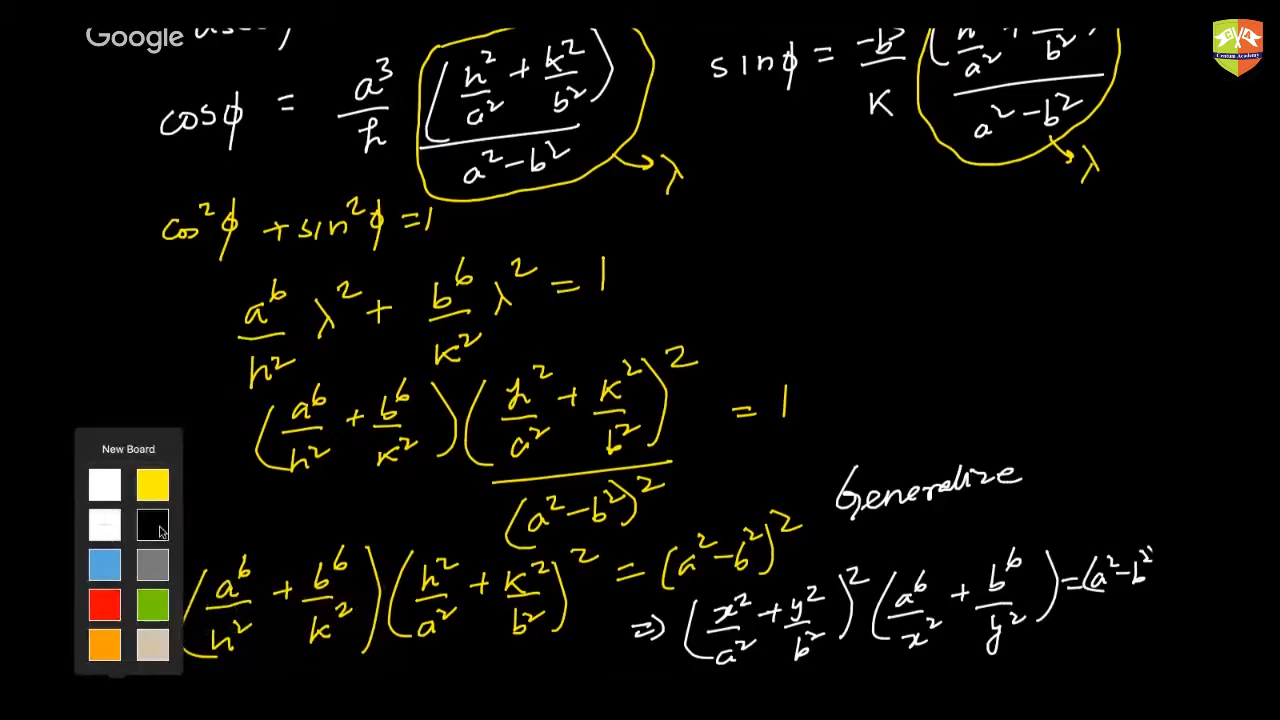 Google
cosφ = a³/h (h²/a² + k²/b²)/(a²-b²) → λ
sinφ = -b³/K (h²/a² + /b²)/(a²-b²) → λ
cos²φ + sin²φ = 1
a⁶/h² λ² + b⁶/k² λ² = 1
(a⁶/h² + b⁶/k²)(h²/a² + k²/b²)²/(a²-b²)² = 1
New Board
Generalize
(a⁶/h² + b⁶/k²)(h²/a² + k²/b²)² = (a²-b²)²
⇒ (x²/a² + y²/b²)² (a⁶/x² + b⁶/y²) = (a²-b²